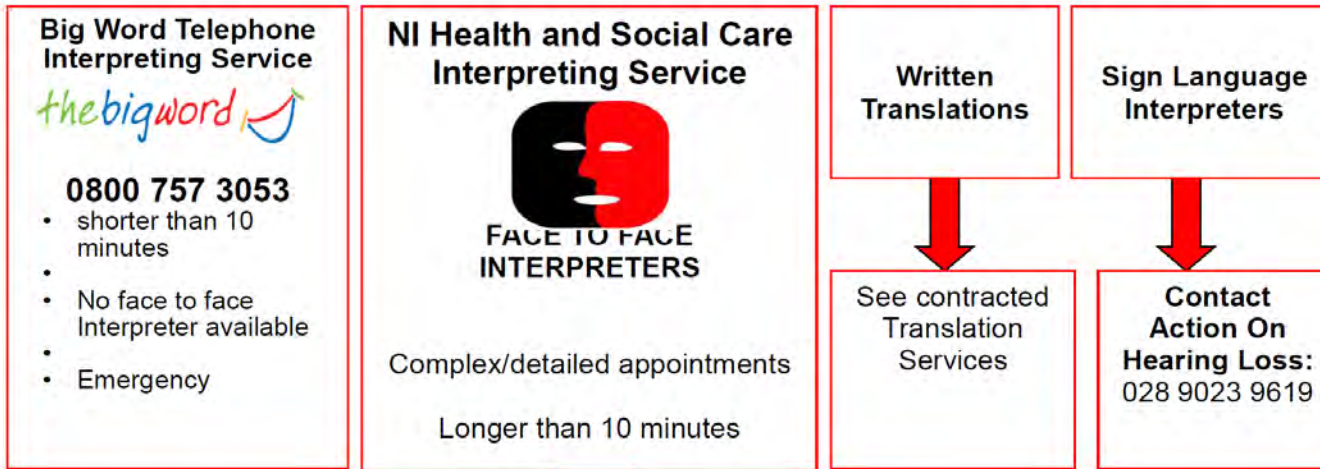 Big Word Telephone
Interpreting Service
thebigword
0800 757 3053
• shorter than 10
minutes
•
• No face to face
Interpreter available
•
• Emergency
NI Health and Social Care
Interpreting Service
FACE TO FACE
INTERPRETERS
Complex/detailed appointments
Longer than 10 minutes
Written
Translations
See contracted
Translation
Services
Sign Language
Interpreters
Contact
Action On
Hearing Loss:
028 9023 9619